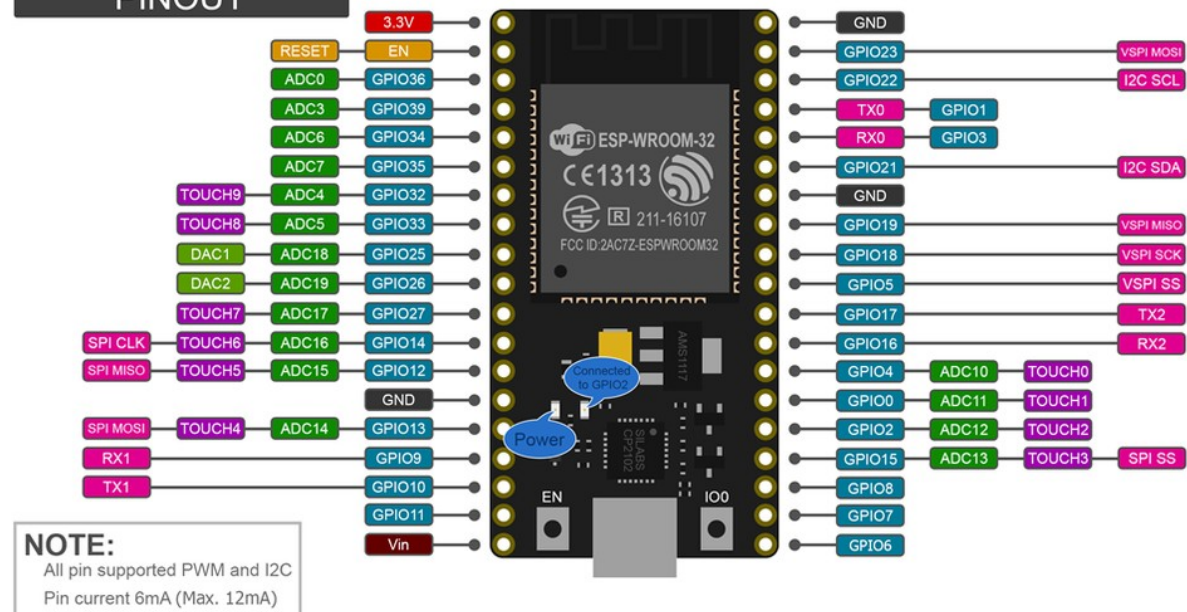 PINOUT
3.3V
RESET EN
ADC0 GPIO36
ADC3 GPIO39
ADC6 GPIO34
ADC7 GPIO35
TOUCH9 ADC4 GPIO32
TOUCH8 ADC5 GPIO33
DAC1 ADC18 GPIO25
DAC2 ADC19 GPIO26
TOUCH7 ADC17 GPIO27
SPI CLK TOUCH6 ADC16 GPIO14
SPI MISO TOUCH5 ADC15 GPIO12
GND
SPI MOSI TOUCH4 ADC14 GPIO13
RX1 GPIO9
TX1 GPIO10
GPIO11
Vin
WiFi ESP-WROOM-32
CE1313
R 211-16107
FCC ID:2AC7Z-ESPWROOM32
AMS1117
Connected
to GPIO2
Power
SILABS
CP2102
EN
IO0
GND
GPIO23 VSPI MOSI
GPIO22 I2C SCL
TX0 GPIO1
RX0 GPIO3
GPIO21 I2C SDA
GND
GPIO19 VSPI MISO
GPIO18 VSPI SCK
GPIO5 VSPI SS
GPIO17 TX2
GPIO16 RX2
GPIO4 ADC10 TOUCH0
GPIO0 ADC11 TOUCH1
GPIO2 ADC12 TOUCH2
GPIO15 ADC13 TOUCH3 SPI SS
GPIO8
GPIO7
GPIO6
NOTE:
All pin supported PWM and I2C
Pin current 6mA (Max. 12mA)